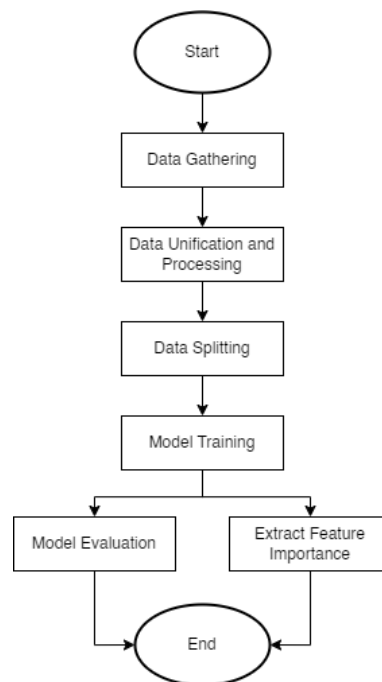 Start
Data Gathering
Data Unification and
Processing
Data Splitting
Model Training
Model Evaluation
Extract Feature
Importance
End